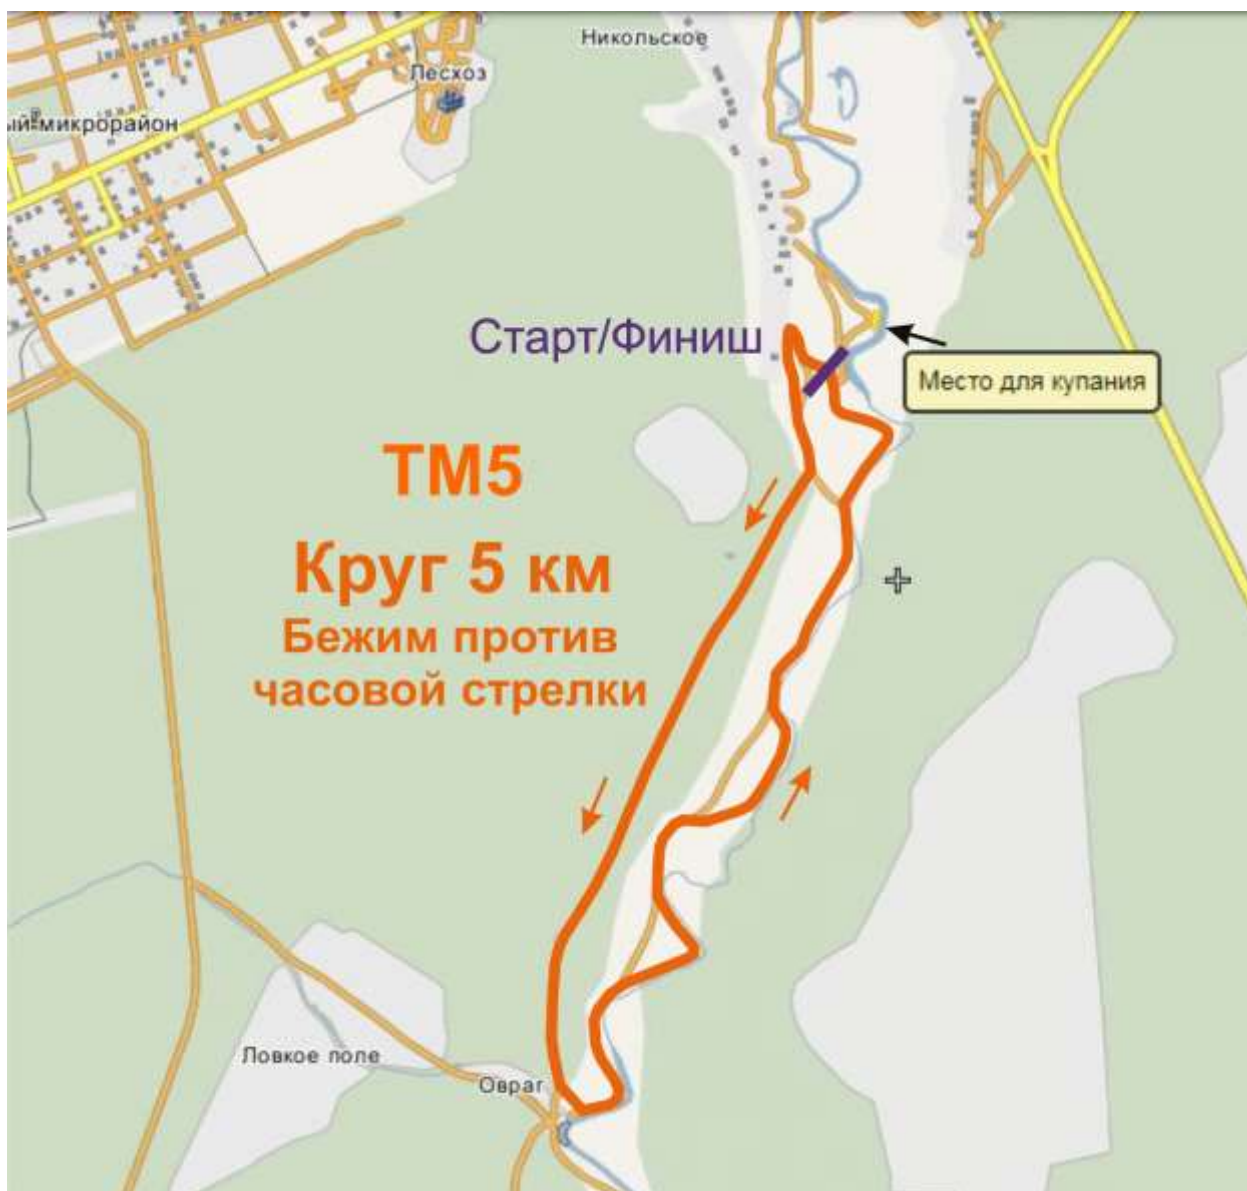 Никольское
Лесхоз
ый микрорайон
Старт/Финиш
Место для купания
ТМ5
Круг 5 км
Бежим против
часовой стрелки
Ловкое поле
Овраг